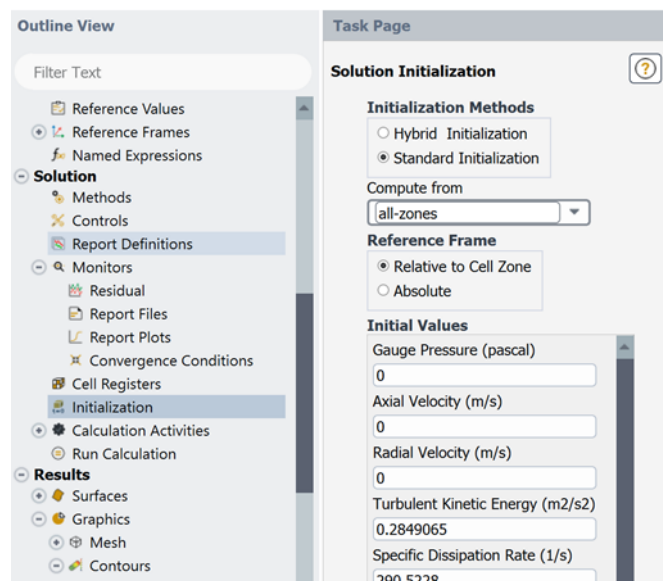 Outline View
Filter Text
Reference Values
Reference Frames
Named Expressions
Solution
Methods
Controls
Report Definitions
Monitors
Residual
Report Files
Report Plots
Convergence Conditions
Cell Registers
Initialization
Calculation Activities
Run Calculation
Results
Surfaces
Graphics
Mesh
Contours
Task Page
Solution Initialization
?
Initialization Methods
Hybrid Initialization
Standard Initialization
Compute from
all-zones
Reference Frame
Relative to Cell Zone
Absolute
Initial Values
Gauge Pressure (pascal)
0
Axial Velocity (m/s)
0
Radial Velocity (m/s)
0
Turbulent Kinetic Energy (m2/s2)
0.2849065
Specific Dissipation Rate (1/s)
290.5228